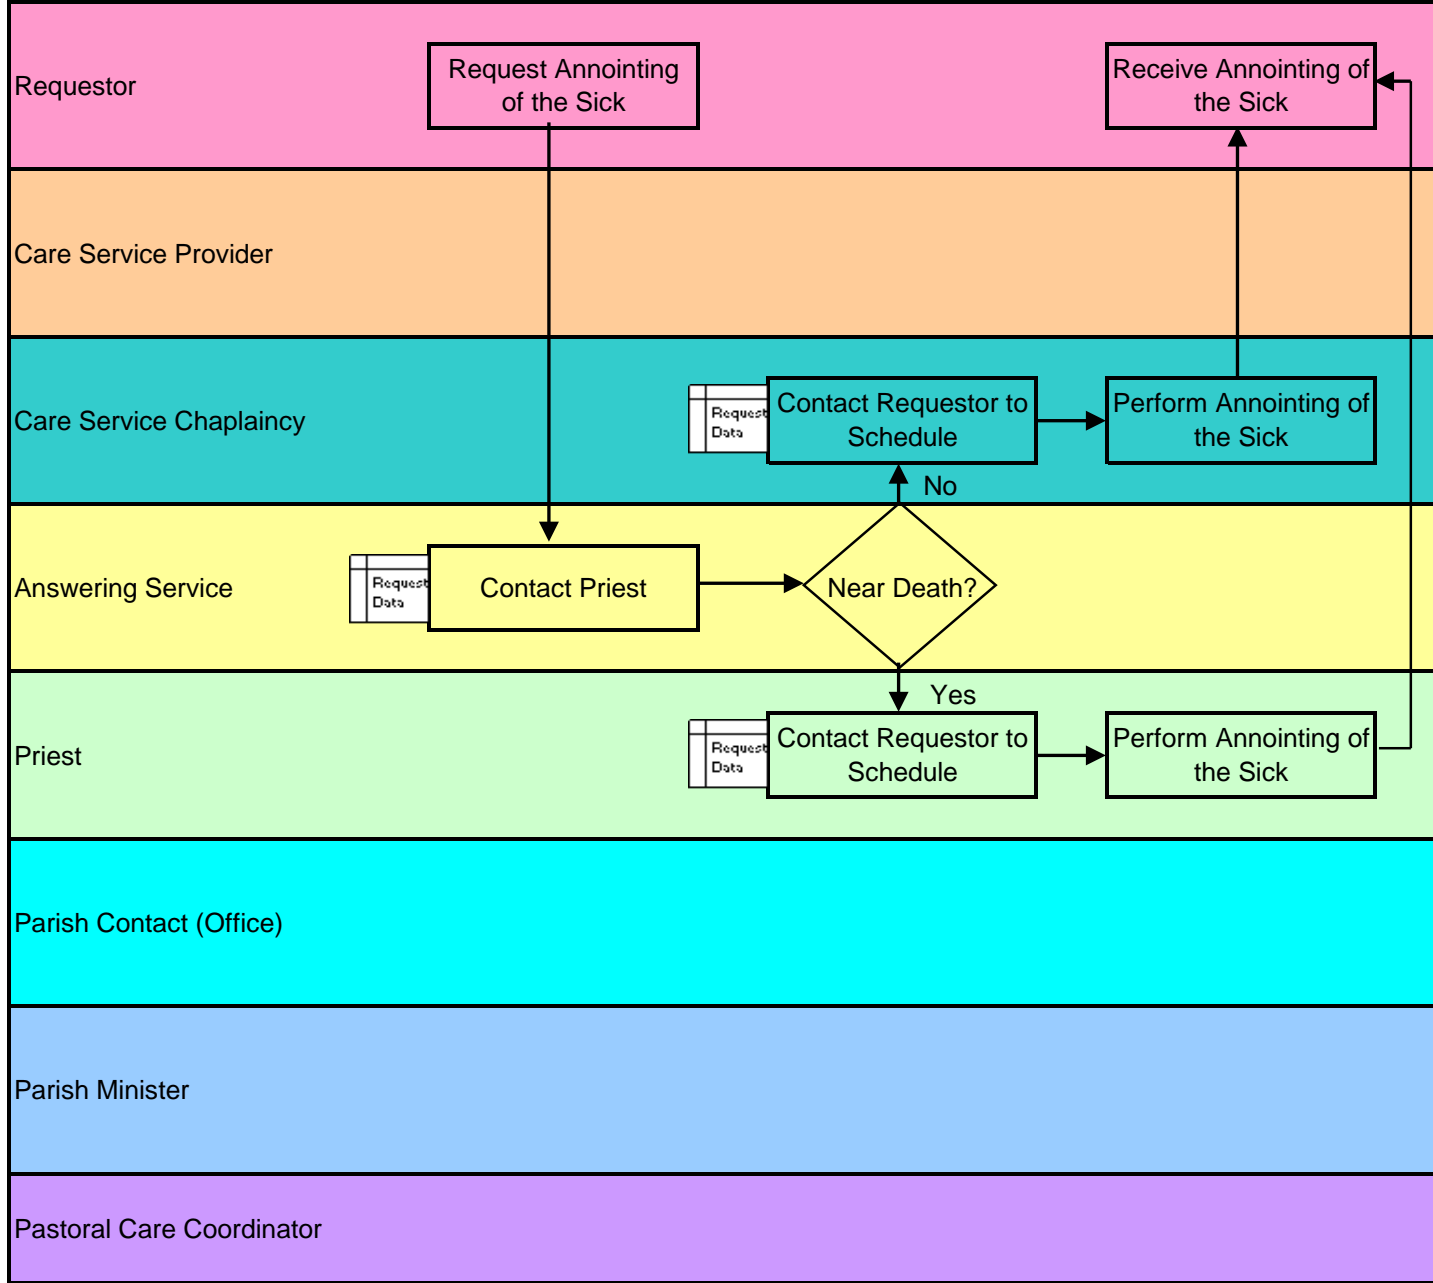 Requestor
Request Annointing
of the Sick
Receive Annointing of
the Sick
Care Service Provider
Care Service Chaplaincy
Request
Data
Contact Requestor to
Schedule
Perform Annointing of
the Sick
No
Answering Service
Request
Data
Contact Priest
Near Death?
Yes
Priest
Request
Data
Contact Requestor to
Schedule
Perform Annointing of
the Sick
Parish Contact (Office)
Parish Minister
Pastoral Care Coordinator